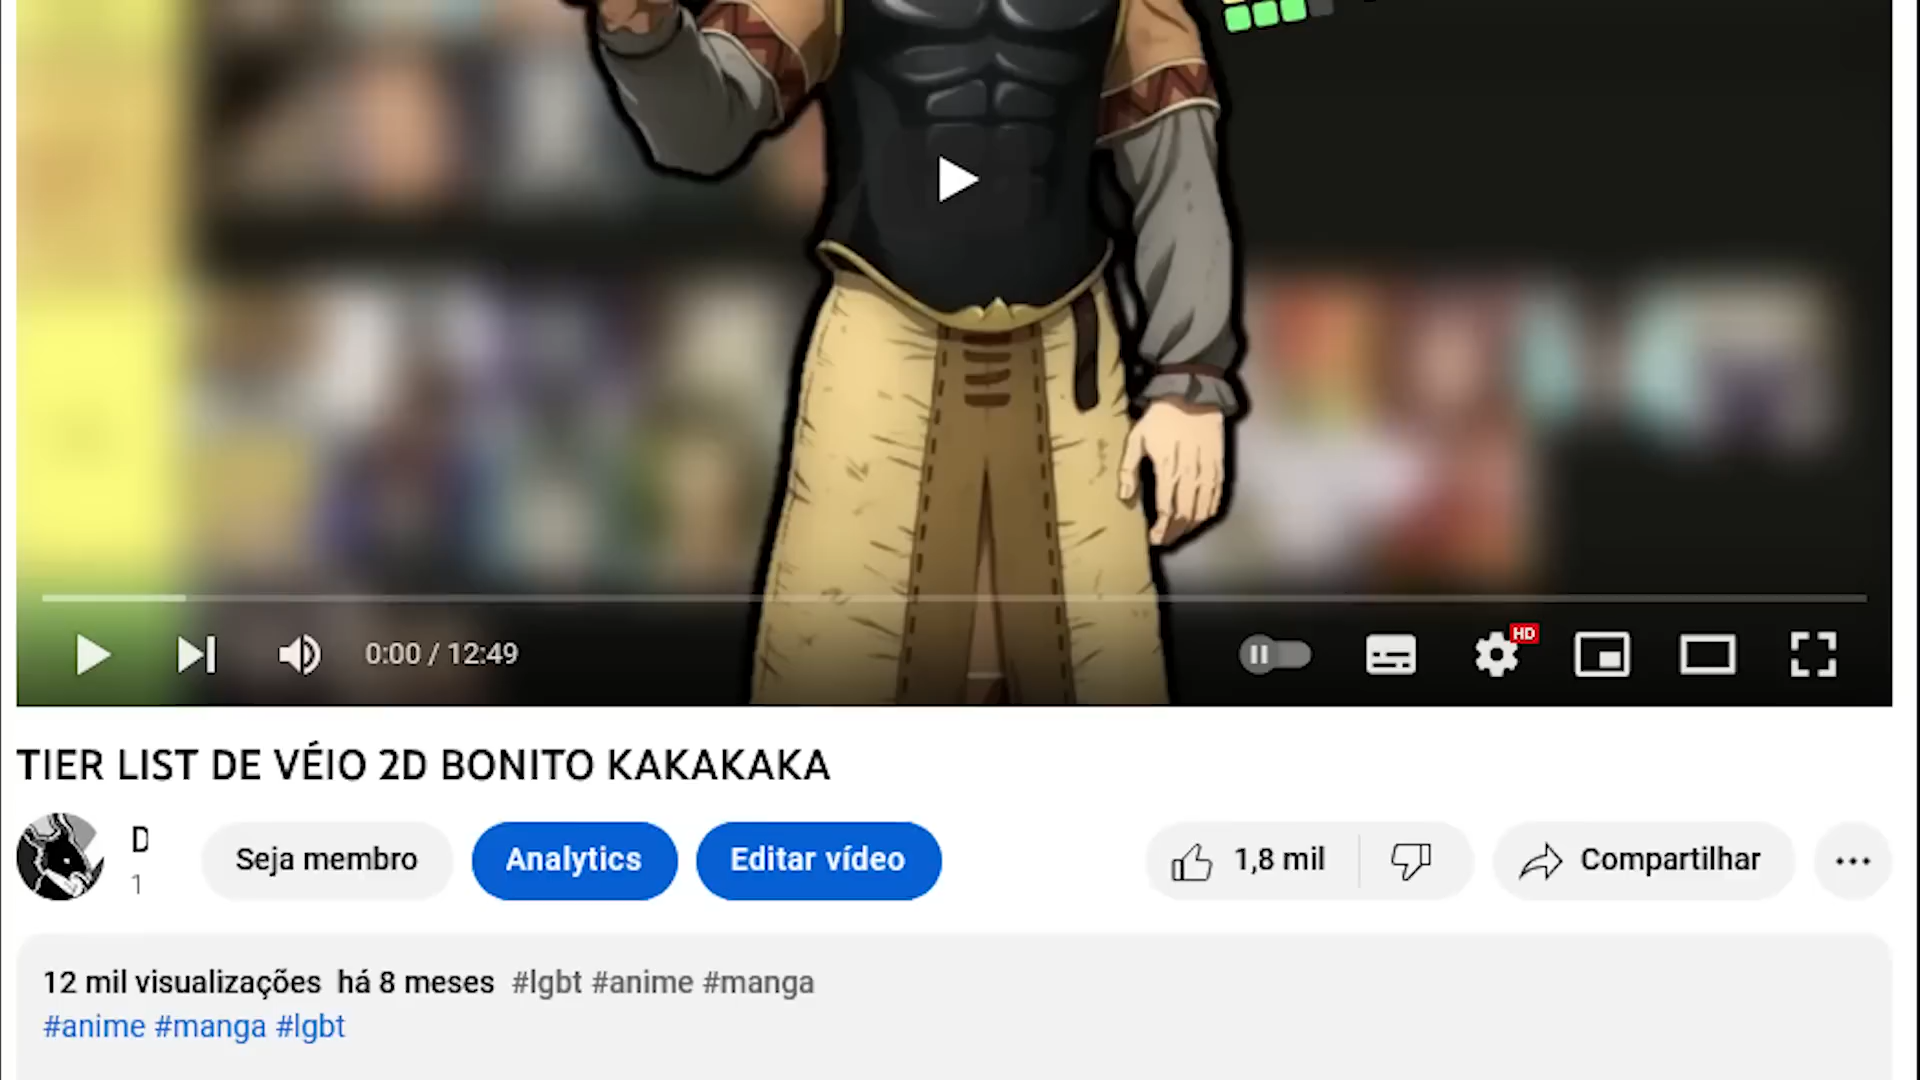 HD
0:00 / 12:49
TIER LIST DE VÉIO 2D BONITO KAKAKAKA
D
1
Seja membro
Analytics
Editar vídeo
1,8 mil
Compartilhar
12 mil visualizações há 8 meses #lgbt #anime #manga
#anime #manga #lgbt